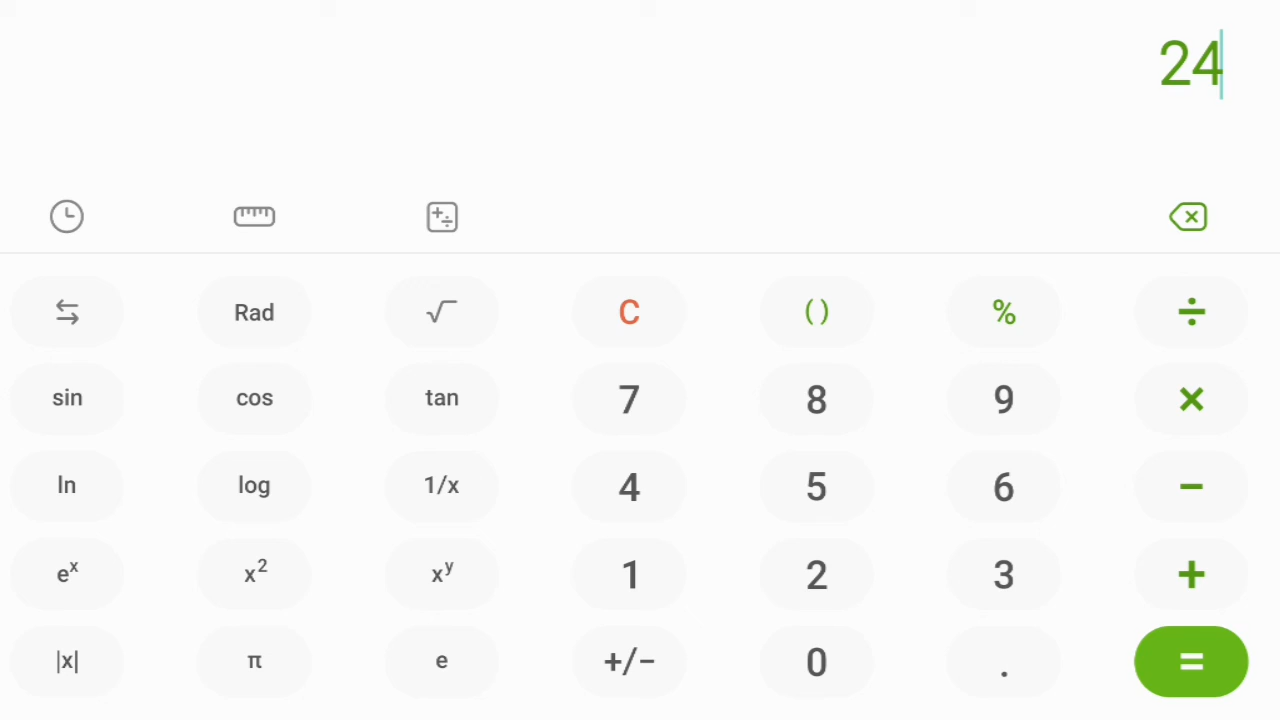 24
Rad √ C ( ) % ÷
sin cos tan 7 8 9 ×
ln log 1/x 4 5 6 −
eˣ x² xʸ 1 2 3 +
|x| π e +/− 0 . =